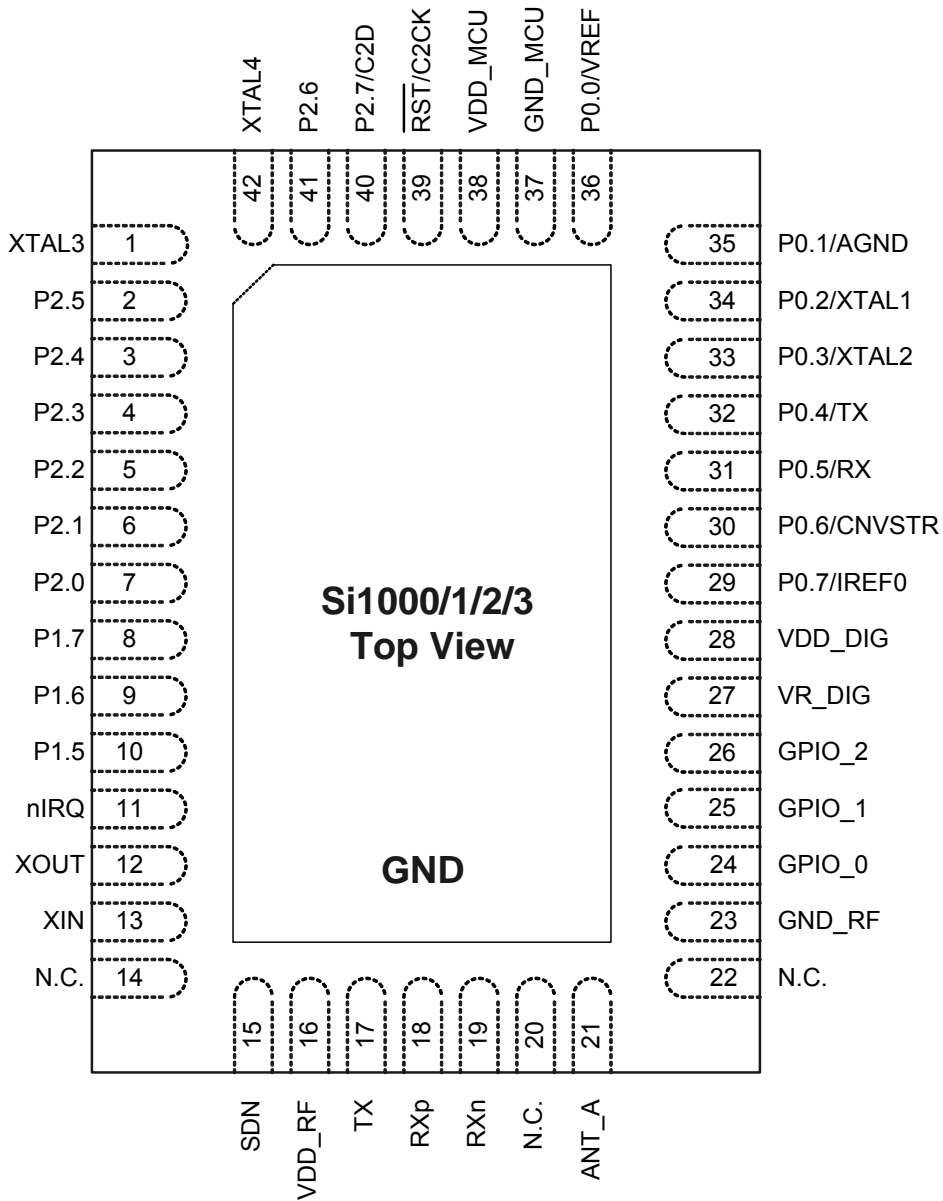 XTAL4
P2.6
P2.7/C2D
RST/C2CK
VDD_MCU
GND_MCU
P0.0/VREF
42
41
40
39
38
37
36
XTAL3 1
P2.5 2
P2.4 3
P2.3 4
P2.2 5
P2.1 6
P2.0 7
P1.7 8
P1.6 9
P1.5 10
nIRQ 11
XOUT 12
XIN 13
N.C. 14
Si1000/1/2/3
Top View
GND
35 P0.1/AGND
34 P0.2/XTAL1
33 P0.3/XTAL2
32 P0.4/TX
31 P0.5/RX
30 P0.6/CNVSTR
29 P0.7/IREF0
28 VDD_DIG
27 VR_DIG
26 GPIO_2
25 GPIO_1
24 GPIO_0
23 GND_RF
22 N.C.
15
16
17
18
19
20
21
SDN
VDD_RF
TX
RXp
RXn
N.C.
ANT_A